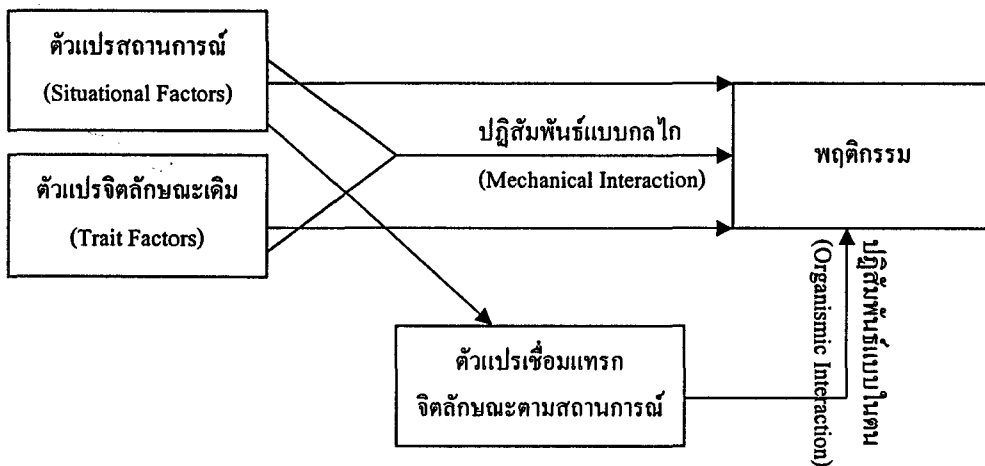 ตัวแปรสถานการณ์
(Situational Factors)
ตัวแปรจิตลักษณะเดิม
(Trait Factors)
ปฏิสัมพันธ์แบบกลไก
(Mechanical Interaction)
พฤติกรรม
ตัวแปรเชื่อมแทรก
จิตลักษณะตามสถานการณ์
ปฏิสัมพันธ์แบบในตน
(Organismic Interaction)